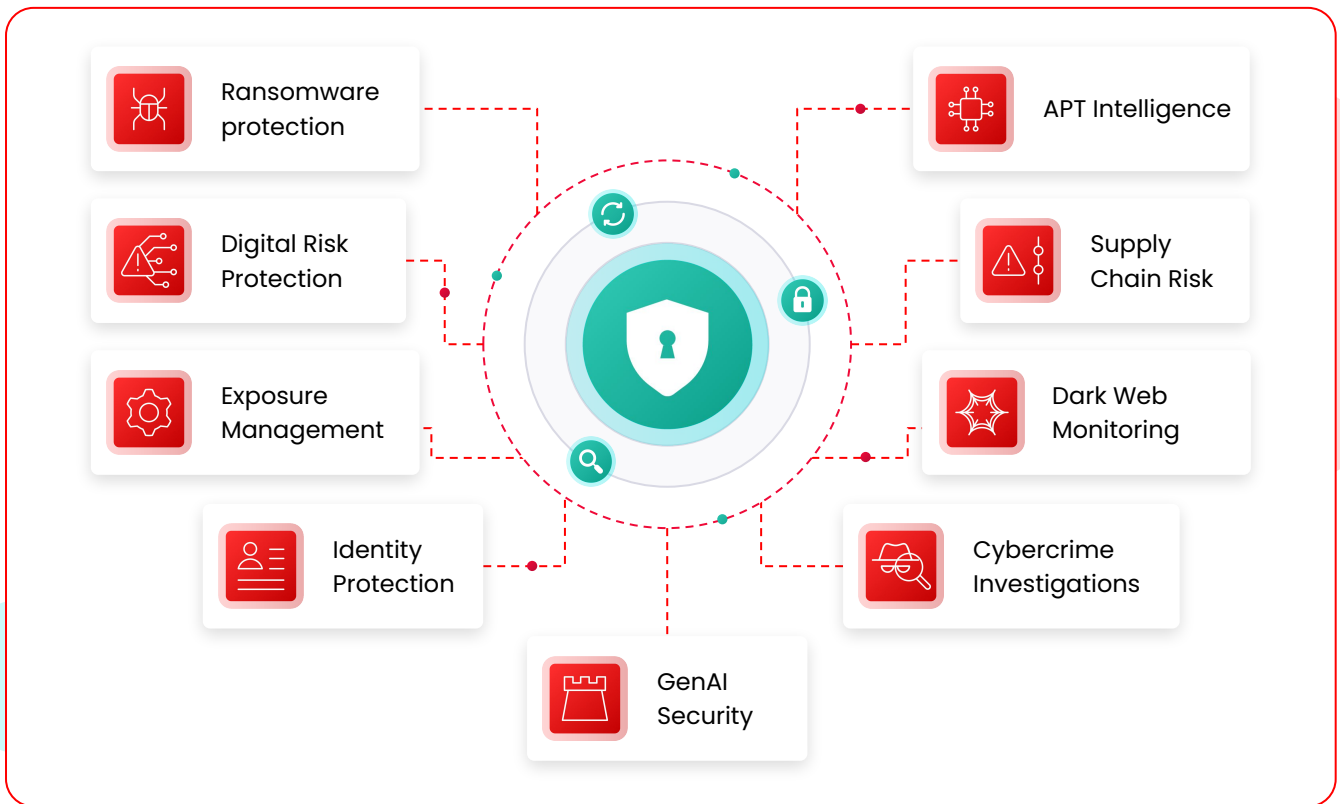 Ransomware
protection
Digital Risk
Protection
Exposure
Management
Identity
Protection
GenAI
Security
APT Intelligence
Supply
Chain Risk
Dark Web
Monitoring
Cybercrime
Investigations